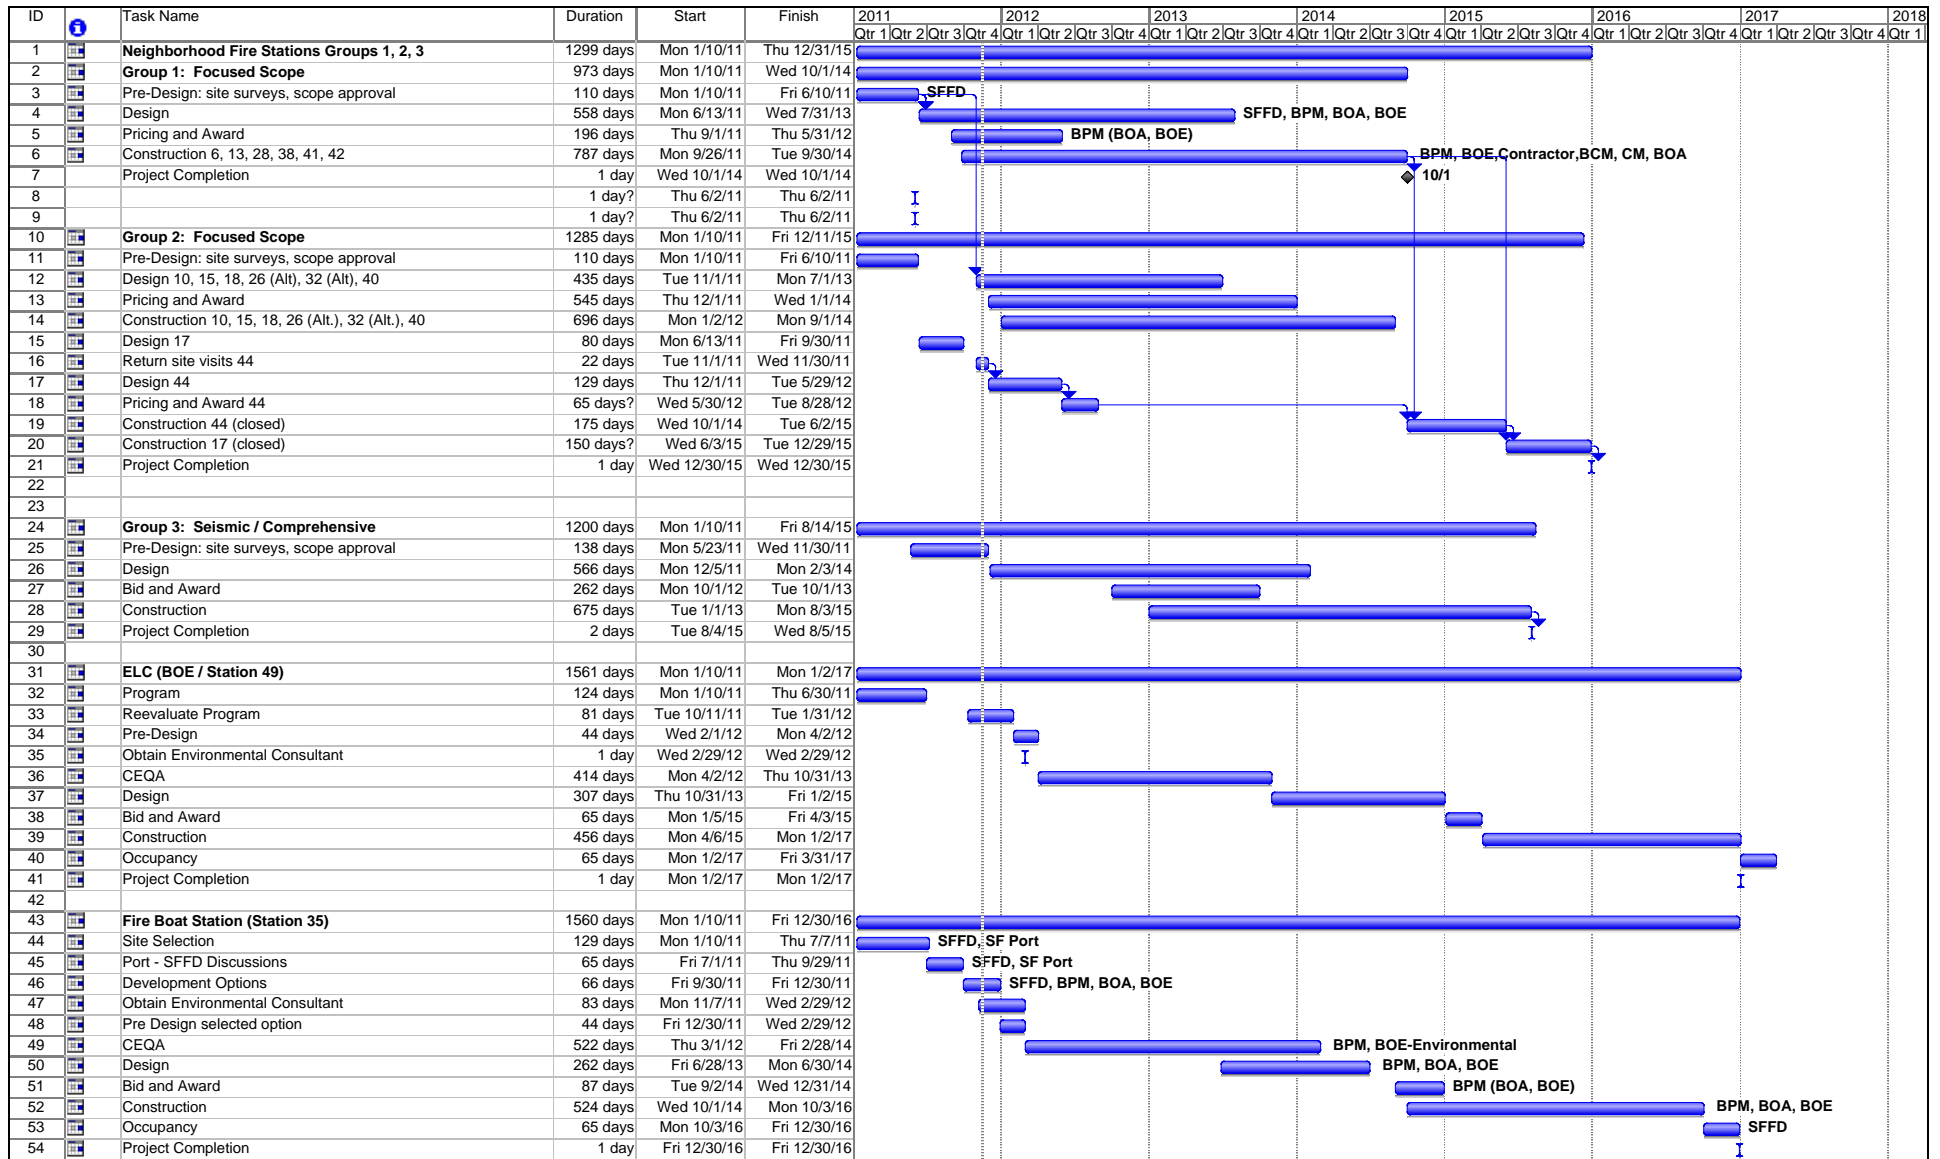 ID Task Name Duration Start Finish 2011 2012 2013 2014 2015 2016 2017 2018
Qtr 1 Qtr 2 Qtr 3 Qtr 4 Qtr 1 Qtr 2 Qtr 3 Qtr 4 Qtr 1 Qtr 2 Qtr 3 Qtr 4 Qtr 1 Qtr 2 Qtr 3 Qtr 4 Qtr 1 Qtr 2 Qtr 3 Qtr 4 Qtr 1 Qtr 2 Qtr 3 Qtr 4 Qtr 1 Qtr 2 Qtr 3 Qtr 4 Qtr 1
1 Neighborhood Fire Stations Groups 1, 2, 3 1299 days Mon 1/10/11 Thu 12/31/15
2 Group 1: Focused Scope 973 days Mon 1/10/11 Wed 10/1/14
3 Pre-Design: site surveys, scope approval 110 days Mon 1/10/11 Fri 6/10/11 SFFD
4 Design 558 days Mon 6/13/11 Wed 7/31/13 SFFD, BPM, BOA, BOE
5 Pricing and Award 196 days Thu 9/1/11 Thu 5/31/12 BPM (BOA, BOE)
6 Construction 6, 13, 28, 38, 41, 42 787 days Mon 9/26/11 Tue 9/30/14 BPM, BOE,Contractor,BCM, CM, BOA
7 Project Completion 1 day Wed 10/1/14 Wed 10/1/14 10/1
8 1 day? Thu 6/2/11 Thu 6/2/11
9 1 day? Thu 6/2/11 Thu 6/2/11
10 Group 2: Focused Scope 1285 days Mon 1/10/11 Fri 12/11/15
11 Pre-Design: site surveys, scope approval 110 days Mon 1/10/11 Fri 6/10/11
12 Design 10, 15, 18, 26 (Alt), 32 (Alt), 40 435 days Tue 11/1/11 Mon 7/1/13
13 Pricing and Award 545 days Thu 12/1/11 Wed 1/1/14
14 Construction 10, 15, 18, 26 (Alt.), 32 (Alt.), 40 696 days Mon 1/2/12 Mon 9/1/14
15 Design 17 80 days Mon 6/13/11 Fri 9/30/11
16 Return site visits 44 22 days Tue 11/1/11 Wed 11/30/11
17 Design 44 129 days Thu 12/1/11 Tue 5/29/12
18 Pricing and Award 44 65 days? Wed 5/30/12 Tue 8/28/12
19 Construction 44 (closed) 175 days Wed 10/1/14 Tue 6/2/15
20 Construction 17 (closed) 150 days? Wed 6/3/15 Tue 12/29/15
21 Project Completion 1 day Wed 12/30/15 Wed 12/30/15
22
23
24 Group 3: Seismic / Comprehensive 1200 days Mon 1/10/11 Fri 8/14/15
25 Pre-Design: site surveys, scope approval 138 days Mon 5/23/11 Wed 11/30/11
26 Design 566 days Mon 12/5/11 Mon 2/3/14
27 Bid and Award 262 days Mon 10/1/12 Tue 10/1/13
28 Construction 675 days Tue 1/1/13 Mon 8/3/15
29 Project Completion 2 days Tue 8/4/15 Wed 8/5/15
30
31 ELC (BOE / Station 49) 1561 days Mon 1/10/11 Mon 1/2/17
32 Program 124 days Mon 1/10/11 Thu 6/30/11
33 Reevaluate Program 81 days Tue 10/11/11 Tue 1/31/12
34 Pre-Design 44 days Wed 2/1/12 Mon 4/2/12
35 Obtain Environmental Consultant 1 day Wed 2/29/12 Wed 2/29/12
36 CEQA 414 days Mon 4/2/12 Thu 10/31/13
37 Design 307 days Thu 10/31/13 Fri 1/2/15
38 Bid and Award 65 days Mon 1/5/15 Fri 4/3/15
39 Construction 456 days Mon 4/6/15 Mon 1/2/17
40 Occupancy 65 days Mon 1/2/17 Fri 3/31/17
41 Project Completion 1 day Mon 1/2/17 Mon 1/2/17
42
43 Fire Boat Station (Station 35) 1560 days Mon 1/10/11 Fri 12/30/16
44 Site Selection 129 days Mon 1/10/11 Thu 7/7/11 SFFD, SF Port
45 Port - SFFD Discussions 65 days Fri 7/1/11 Thu 9/29/11 SFFD, SF Port
46 Development Options 66 days Fri 9/30/11 Fri 12/30/11 SFFD, BPM, BOA, BOE
47 Obtain Environmental Consultant 83 days Mon 11/7/11 Wed 2/29/12
48 Pre Design selected option 44 days Fri 12/30/11 Wed 2/29/12
49 CEQA 522 days Thu 3/1/12 Fri 2/28/14 BPM, BOE-Environmental
50 Design 262 days Fri 6/28/13 Mon 6/30/14 BPM, BOA, BOE
51 Bid and Award 87 days Tue 9/2/14 Wed 12/31/14 BPM (BOA, BOE)
52 Construction 524 days Wed 10/1/14 Mon 10/3/16 BPM, BOA, BOE
53 Occupancy 65 days Mon 10/3/16 Fri 12/30/16 SFFD
54 Project Completion 1 day Fri 12/30/16 Fri 12/30/16